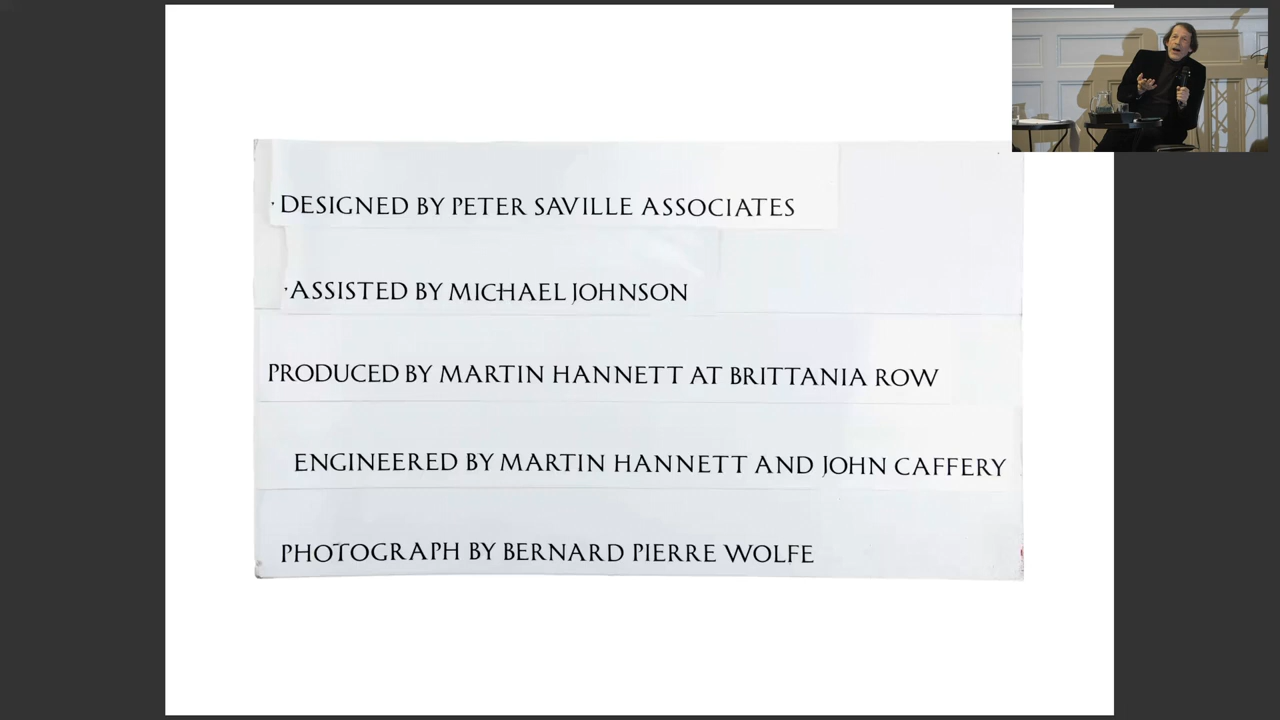 ·DESIGNED BY PETER SAVILLE ASSOCIATES
·ASSISTED BY MICHAEL JOHNSON
PRODUCED BY MARTIN HANNETT AT BRITTANIA ROW
ENGINEERED BY MARTIN HANNETT AND JOHN CAFFERY
PHOTOGRAPH BY BERNARD PIERRE WOLFE